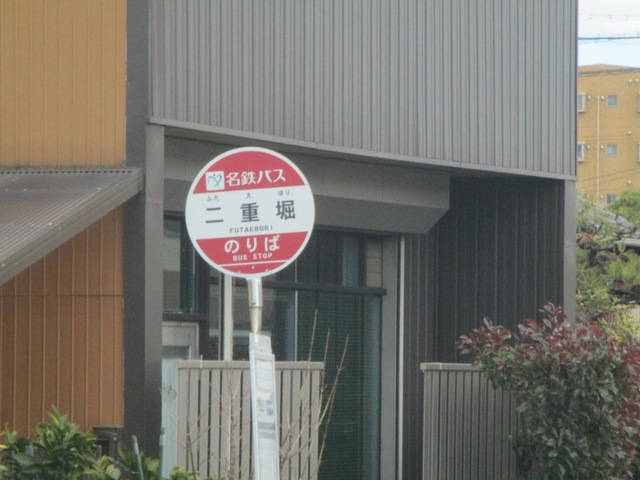 名鉄バス
ふた え ぼり
二重堀
FUTAEBORI
のりば
BUS STOP